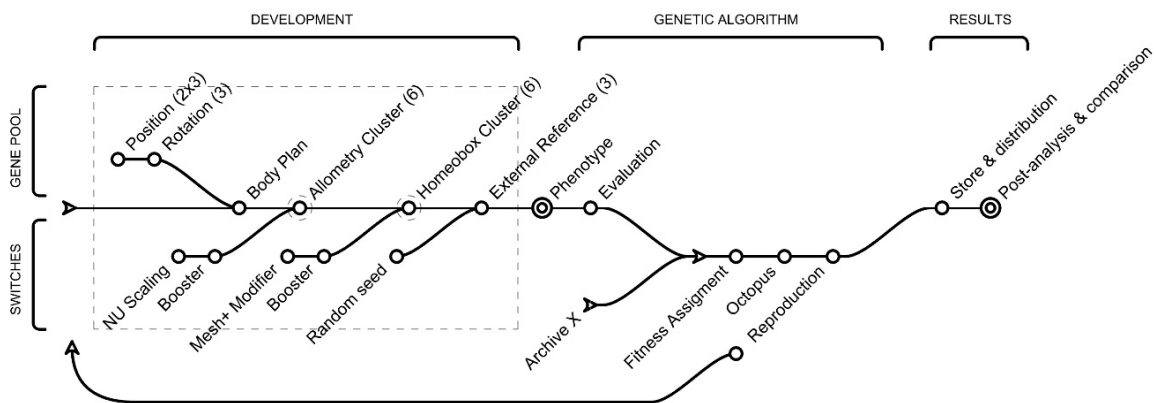 DEVELOPMENT
GENETIC ALGORITHM
RESULTS
GENE POOL
SWITCHES
Position (2x3)
Rotation (3)
Body Plan
Allometry Cluster (6)
Homeobox Cluster (6)
External Reference (3)
Phenotype
Evaluation
Store & distribution
Post-analysis & comparison
NU Scaling
Booster
Mesh+ Modifier
Booster
Random seed
Archive X
Fitness Assigment
Octopus
Reproduction